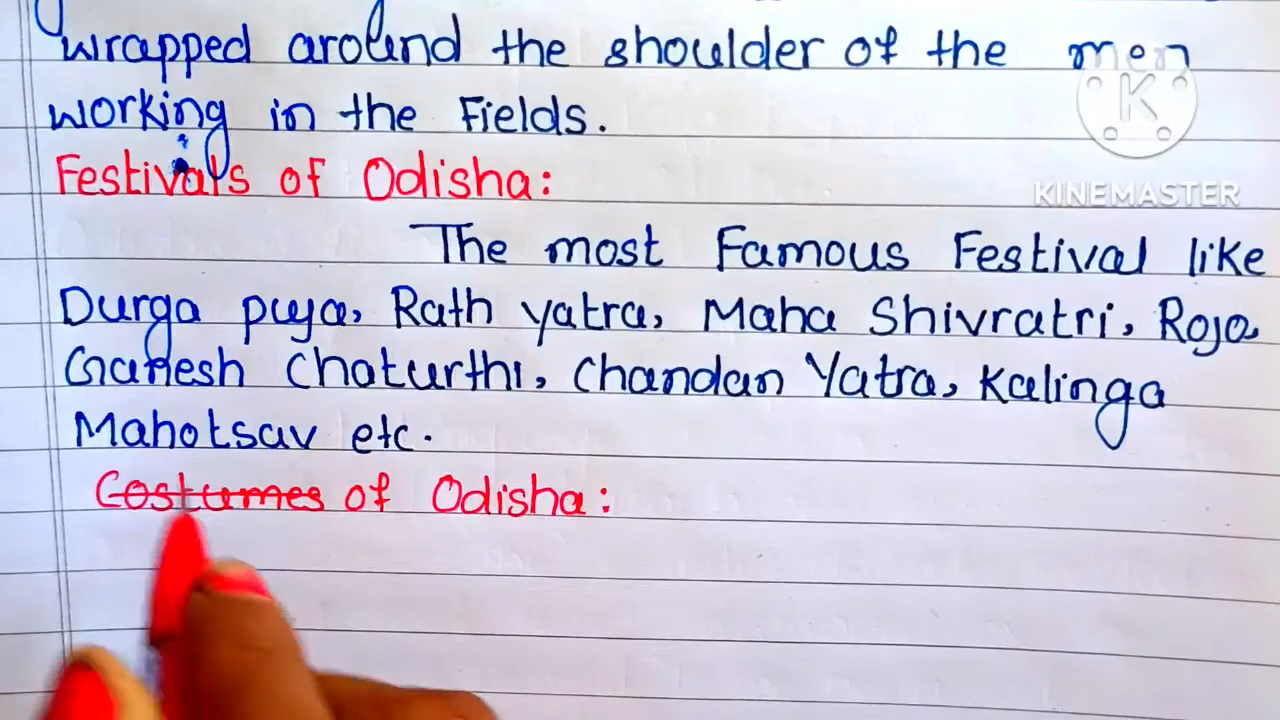 wrapped around the shoulder of the men
working in the Fields.
Festivals of Odisha:
The most Famous Festival like
Durga puja, Rath yatra, Maha Shivratri, Roja,
Ganesh Chaturthi, Chandan Yatra, Kalinga
Mahotsav etc.
Costumes of Odisha:
K
KINEMASTER